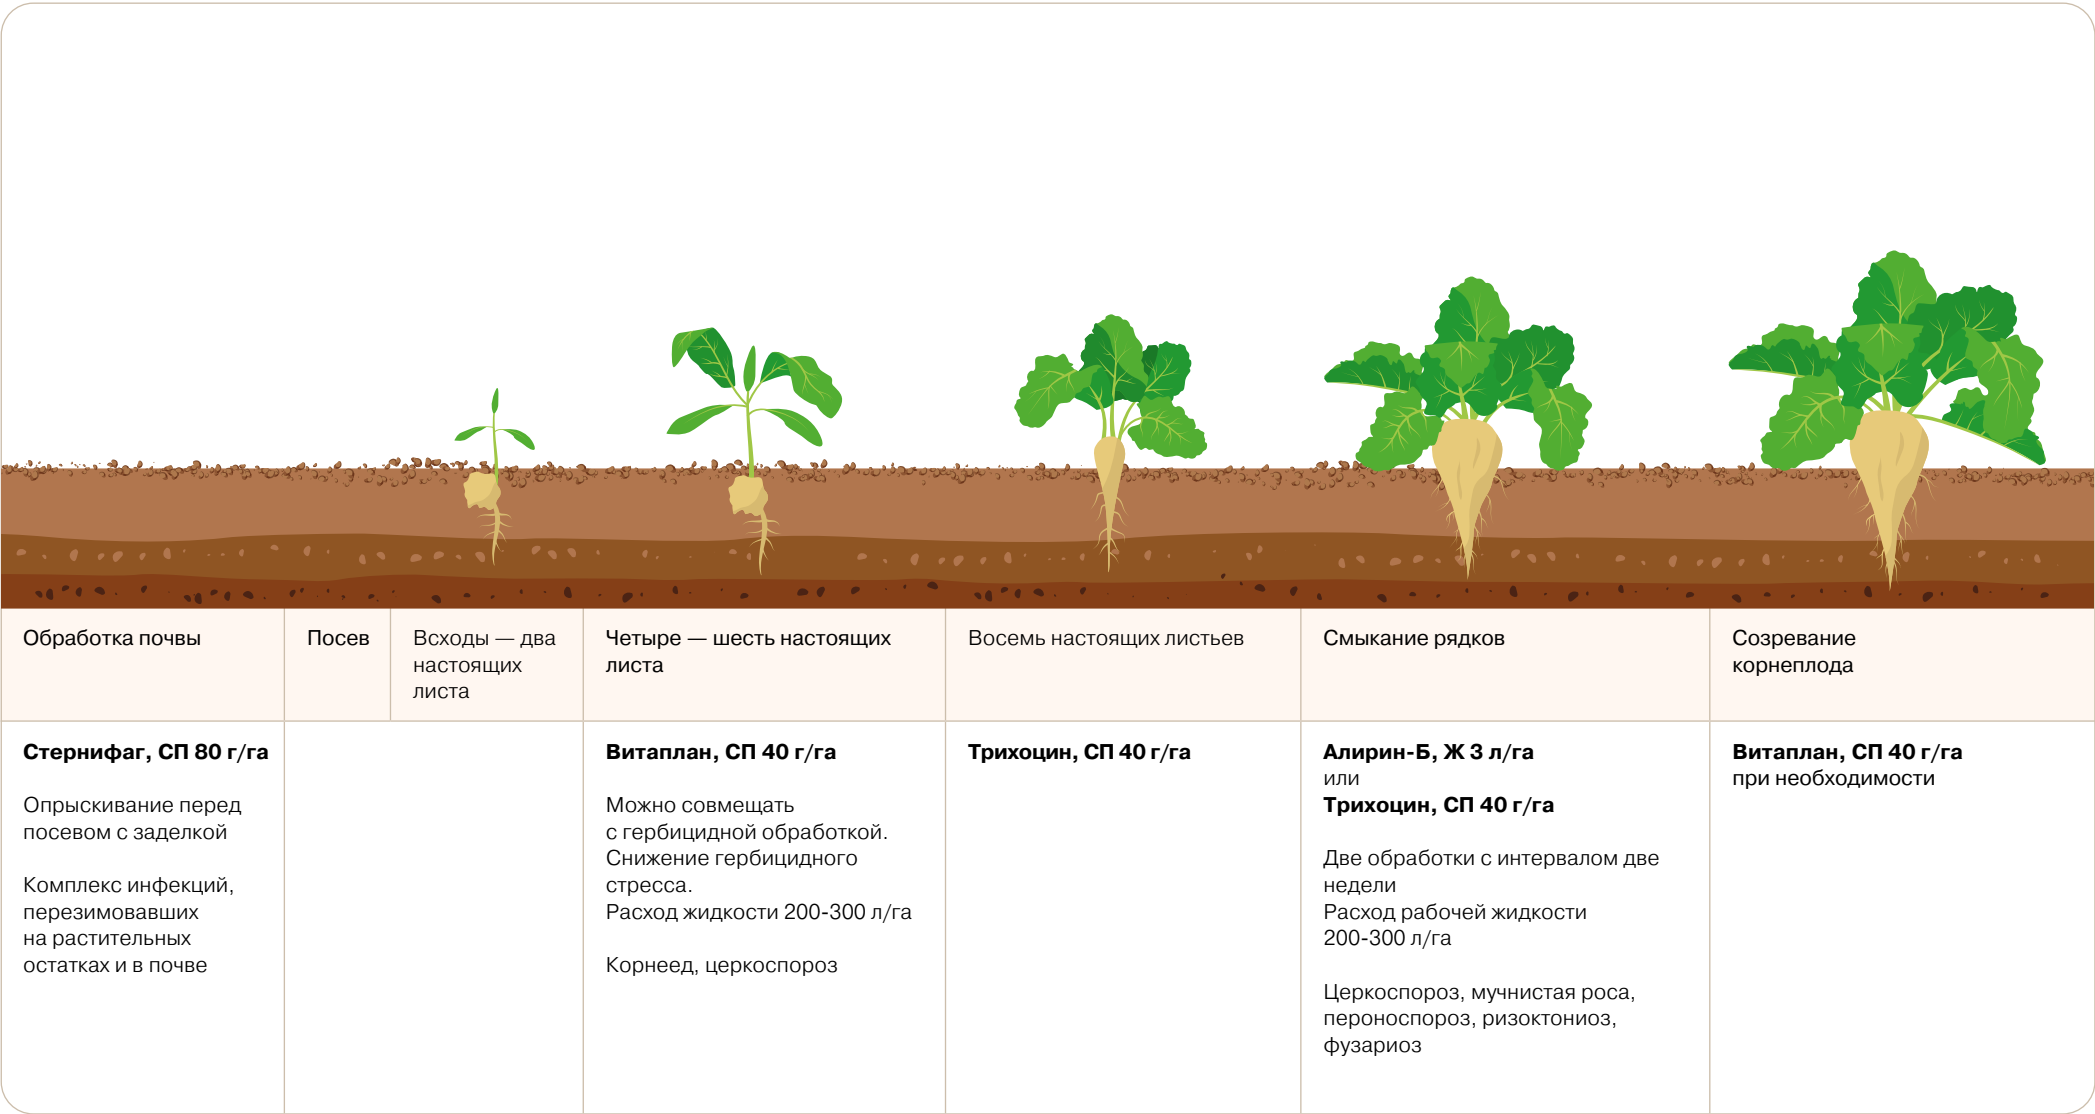 Обработка почвы
Посев
Всходы — два
настоящих
листа
Четыре — шесть настоящих
листа
Восемь настоящих листьев
Смыкание рядков
Созревание
корнеплода
Стернифаг, СП 80 г/га
Опрыскивание перед
посевом с заделкой
Комплекс инфекций,
перезимовавших
на растительных
остатках и в почве
Витаплан, СП 40 г/га
Можно совмещать
с гербицидной обработкой.
Снижение гербицидного
стресса.
Расход жидкости 200-300 л/га
Корнеед, церкоспороз
Трихоцин, СП 40 г/га
Алирин-Б, Ж 3 л/га
или
Трихоцин, СП 40 г/га
Две обработки с интервалом две
недели
Расход рабочей жидкости
200-300 л/га
Церкоспороз, мучнистая роса,
пероноспороз, ризоктониоз,
фузариоз
Витаплан, СП 40 г/га
при необходимости